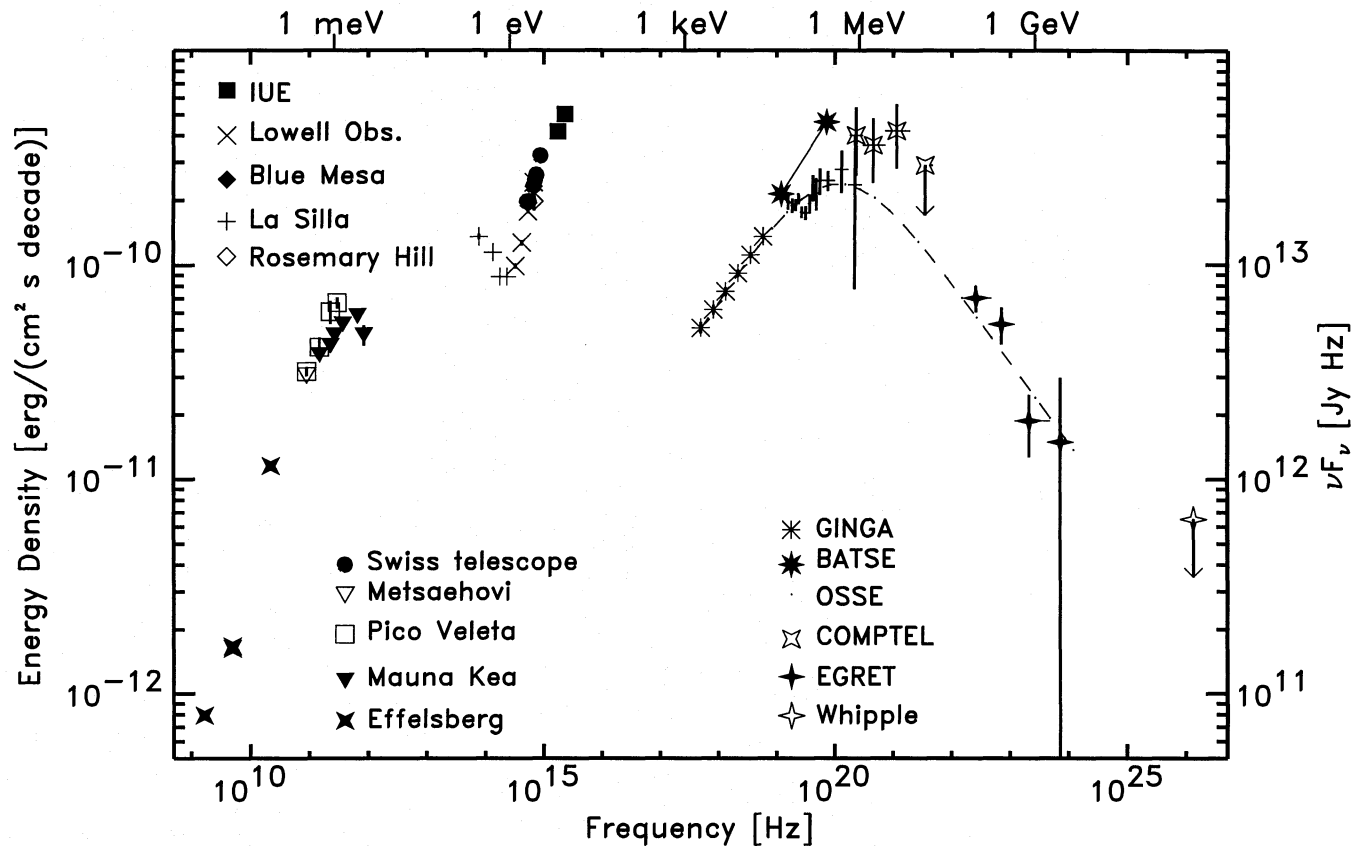 1 meV 1 eV 1 keV 1 MeV 1 GeV
IUE
Lowell Obs.
Blue Mesa
La Silla
Rosemary Hill
Swiss telescope
Metsaehovi
Pico Veleta
Mauna Kea
Effelsberg
GINGA
BATSE
OSSE
COMPTEL
EGRET
Whipple
Energy Density [erg/(cm² s decade)]
10⁻¹⁰
10⁻¹¹
10⁻¹²
10¹³
10¹²
10¹¹
νFᵥ [Jy Hz]
10¹⁰ 10¹⁵ 10²⁰ 10²⁵
Frequency [Hz]